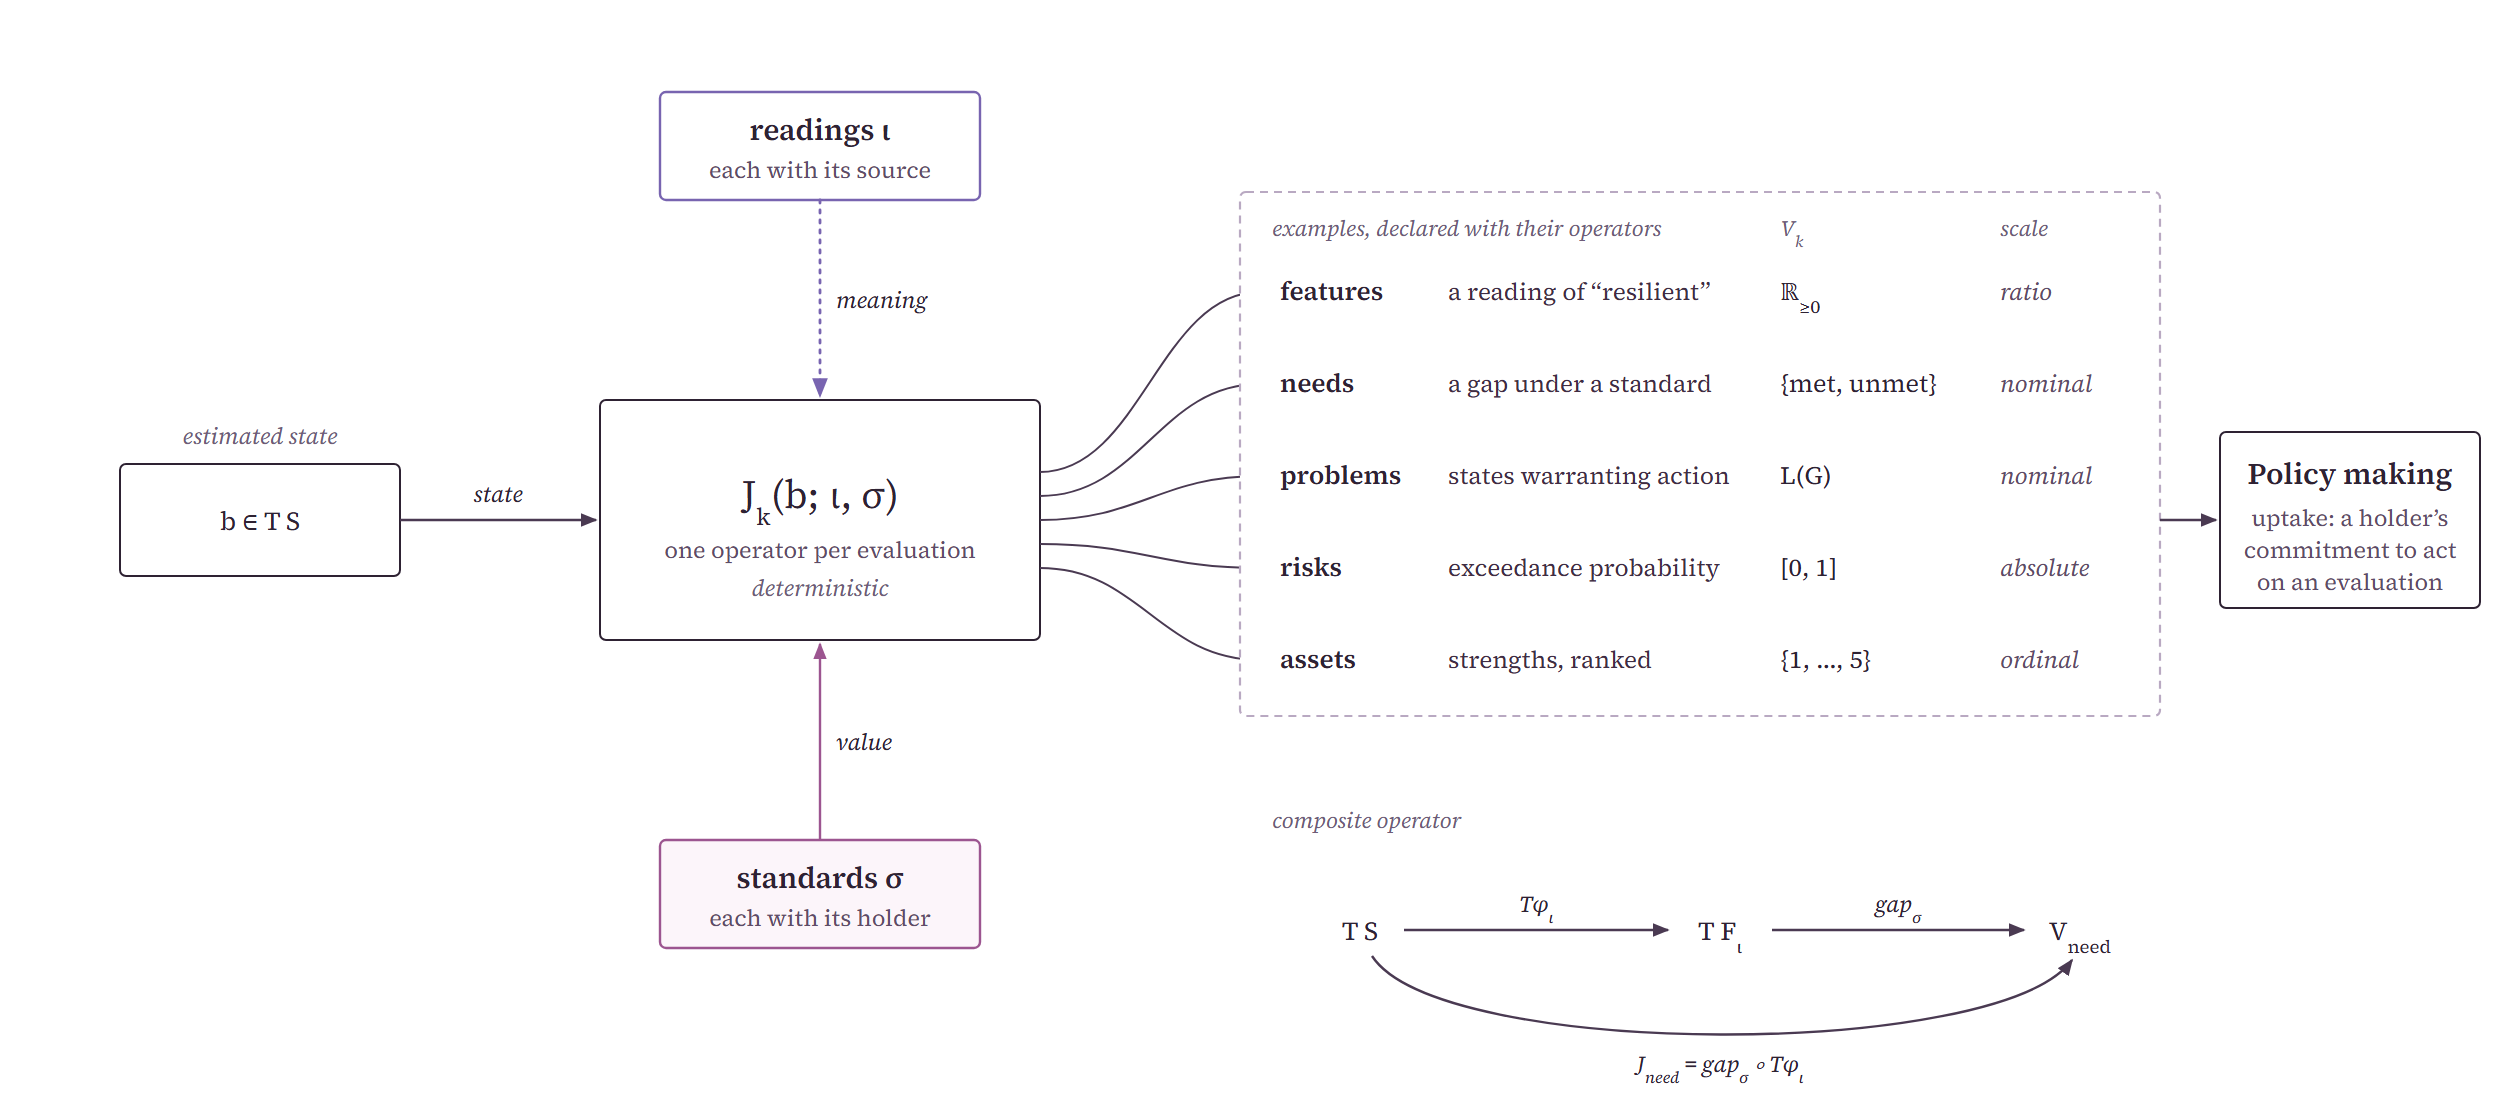 readings ι
each with its source
meaning
estimated state
b ∈ T S
state
J_k(b; ι, σ)
one operator per evaluation
deterministic
value
standards σ
each with its holder
examples, declared with their operators V_k scale
features a reading of “resilient” ℝ_≥0 ratio
needs a gap under a standard {met, unmet} nominal
problems states warranting action L(G) nominal
risks exceedance probability [0, 1] absolute
assets strengths, ranked {1, ..., 5} ordinal
Policy making
uptake: a holder’s
commitment to act
on an evaluation
composite operator
Tφ_ι gap_σ
T S T F_ι V_need
J_need = gap_σ ∘ Tφ_ι